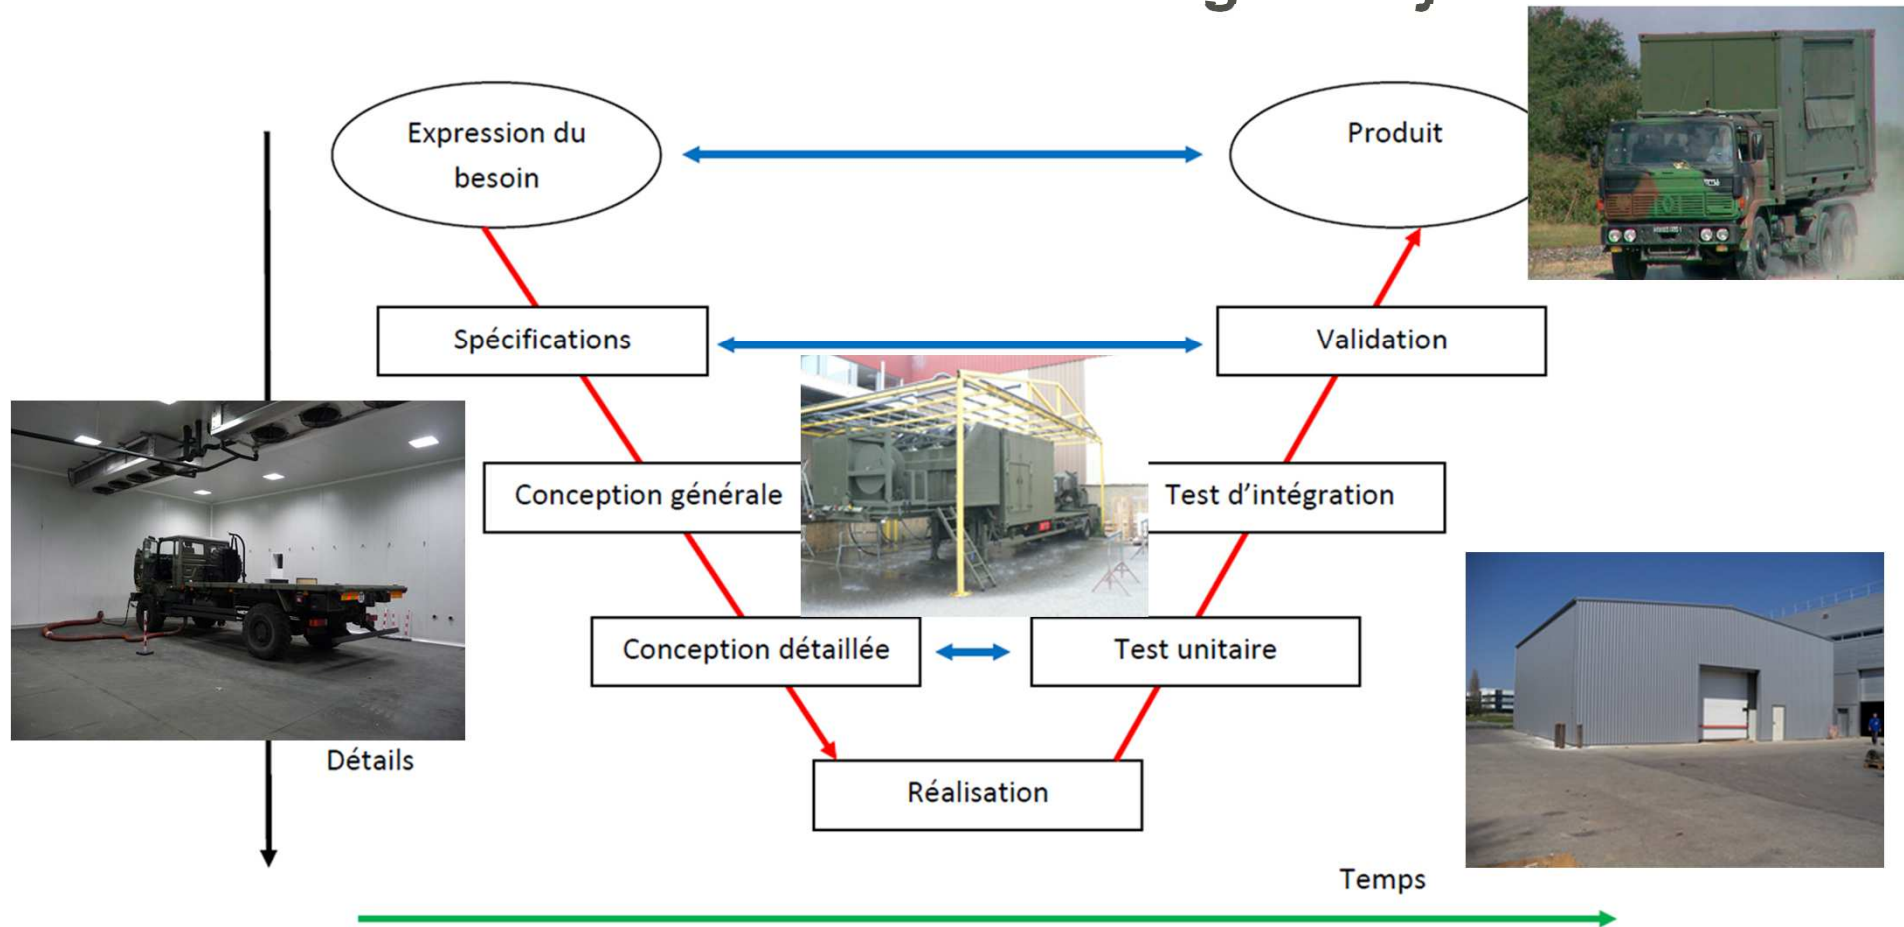 Expression du
besoin
Produit
Spécifications
Validation
Conception générale
Test d'intégration
Conception détaillée
Test unitaire
Détails
Réalisation
Temps